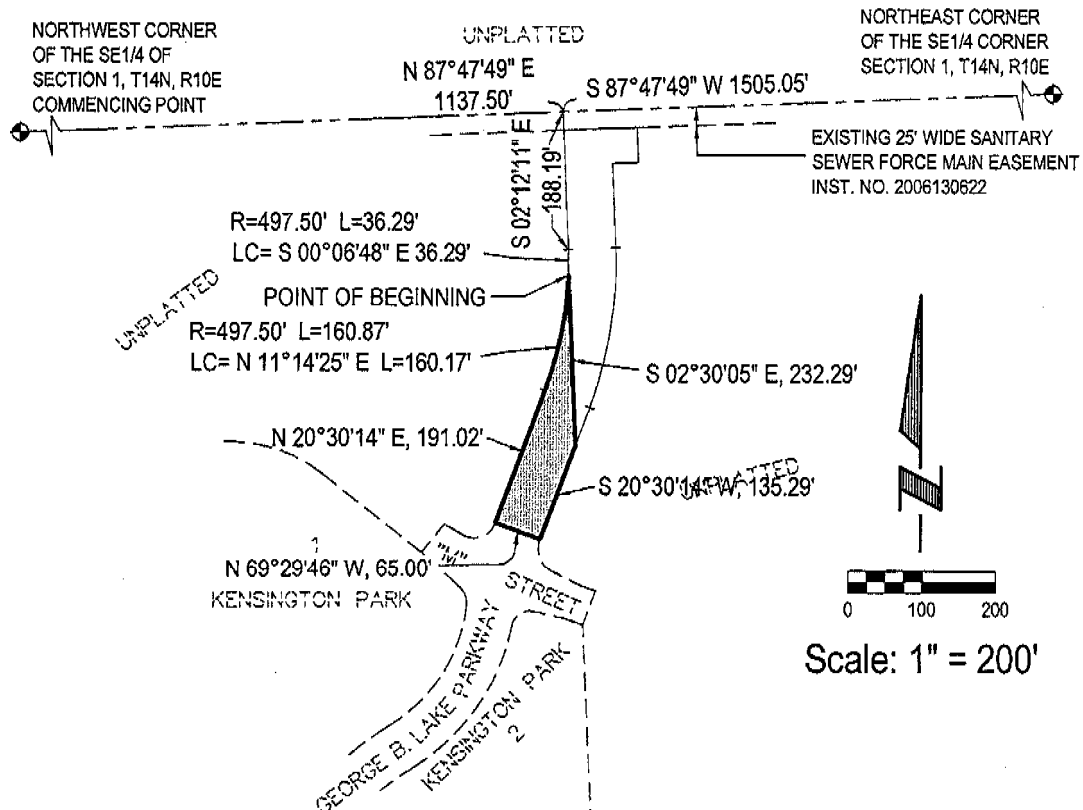 NORTHWEST CORNER
OF THE SE1/4 OF
SECTION 1, T14N, R10E
COMMENCING POINT
UNPLATTED
N 87°47'49" E
1137.50'
S 87°47'49" W 1505.05'
NORTHEAST CORNER
OF THE SE1/4 CORNER
SECTION 1, T14N, R10E
EXISTING 25' WIDE SANITARY
SEWER FORCE MAIN EASEMENT
INST. NO. 2006130622
S 02°12'11" E
188.19'
R=497.50' L=36.29'
LC= S 00°06'48" E 36.29'
UNPLATTED
POINT OF BEGINNING
R=497.50' L=160.87'
LC= N 11°14'25" E L=160.17'
S 02°30'05" E, 232.29'
N 20°30'14" E, 191.02'
UNPLATTED
S 20°30'14" W, 135.29'
1
"M"
N 69°29'46" W, 65.00'
KENSINGTON PARK
STREET
GEORGE B. LAKE PARKWAY
KENSINGTON PARK
2
N
0 100 200
Scale: 1" = 200'